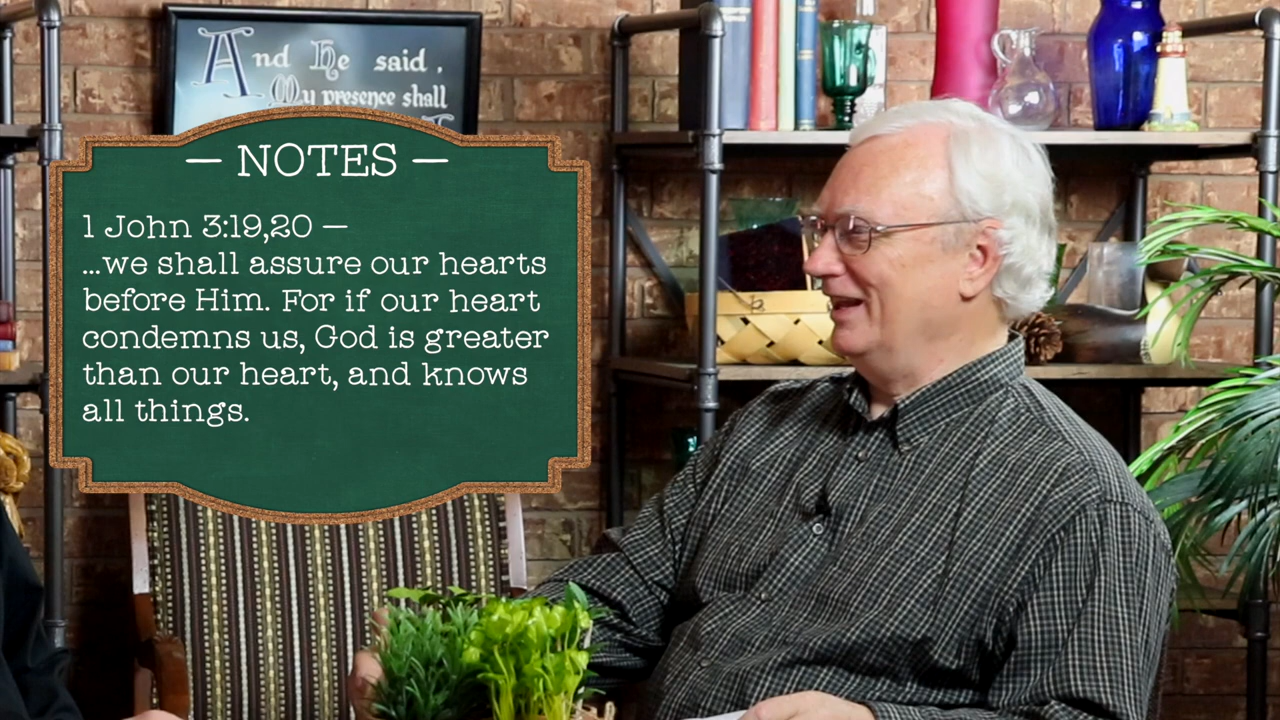 And He said,
My presence shall
— NOTES —
1 John 3:19,20 —
...we shall assure our hearts
before Him. For if our heart
condemns us, God is greater
than our heart, and knows
all things.